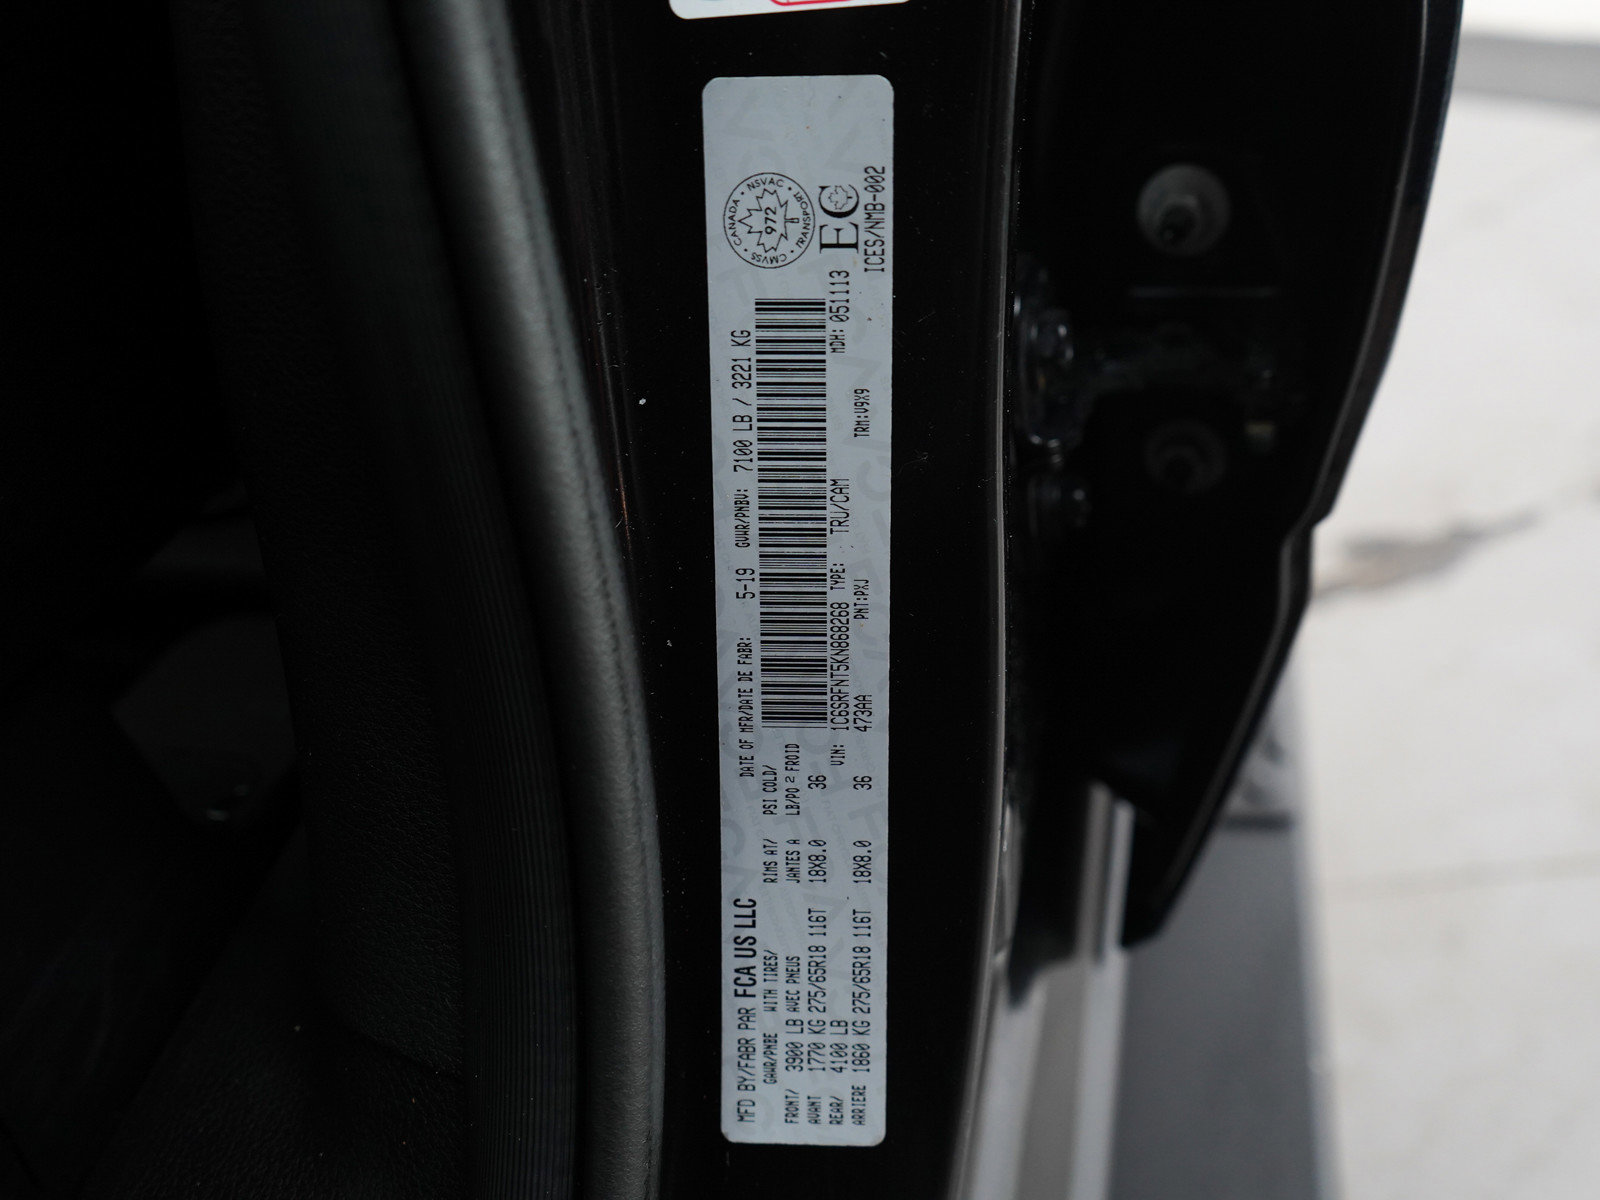 MFD BY/FABR PAR FCA US LLC
DATE OF MFR/DATE DE FABR: 5-19 GVWR/PNBV: 7100 LB / 3221 KG
GAWR/PNBE WITH TIRES/ RIMS AT/ PSI COLD/
FRONT/ 3900 LB AVEC PNEUS JANTES A LB/PO 2 FROID
AVANT 1770 KG 275/65R18 116T 18X8.0 36
REAR/ 4100 LB
ARRIERE 1860 KG 275/65R18 116T 18X8.0 36
VIN: 1C6SRFNT5KN868268 TYPE: TRU/CAM MDH: 051113
473AA PNT:PXJ TRM:V9X9
CANADA • NSVAC • TRANSPORT • CMVSS •
972
EC
ICES/NMB-002